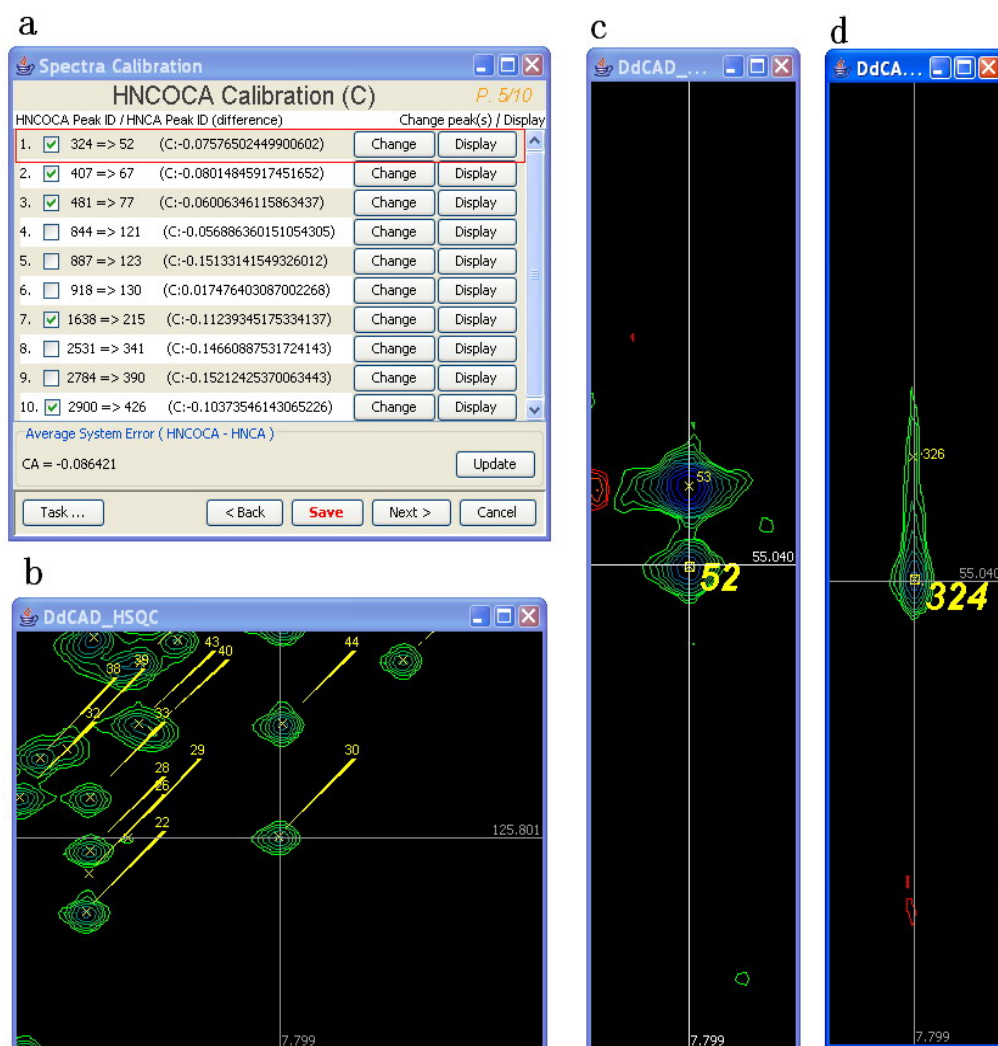 a
Spectra Calibration
HNCOCA Calibration (C) P. 5/10
HNCOCA Peak ID / HNCA Peak ID (difference) Change peak(s) / Display
1. 324 => 52 (C:-0.07576502449900602) Change Display
2. 407 => 67 (C:-0.08014845917451652) Change Display
3. 481 => 77 (C:-0.06006346115863437) Change Display
4. 844 => 121 (C:-0.056886360151054305) Change Display
5. 887 => 123 (C:-0.15133141549326012) Change Display
6. 918 => 130 (C:0.017476403087002268) Change Display
7. 1638 => 215 (C:-0.11239345175334137) Change Display
8. 2531 => 341 (C:-0.14660887531724143) Change Display
9. 2784 => 390 (C:-0.15212425370063443) Change Display
10. 2900 => 426 (C:-0.10373546143065226) Change Display
Average System Error ( HNCOCA - HNCA )
CA = -0.086421 Update
Task ... < Back Save Next > Cancel
b
DdCAD_HSQC
43
44
39
40
38
32
33
29
30
28
26
22
125.801
7.799
c
DdCAD_...
53
55.040
52
7.799
d
DdCA...
326
55.040
324
7.799